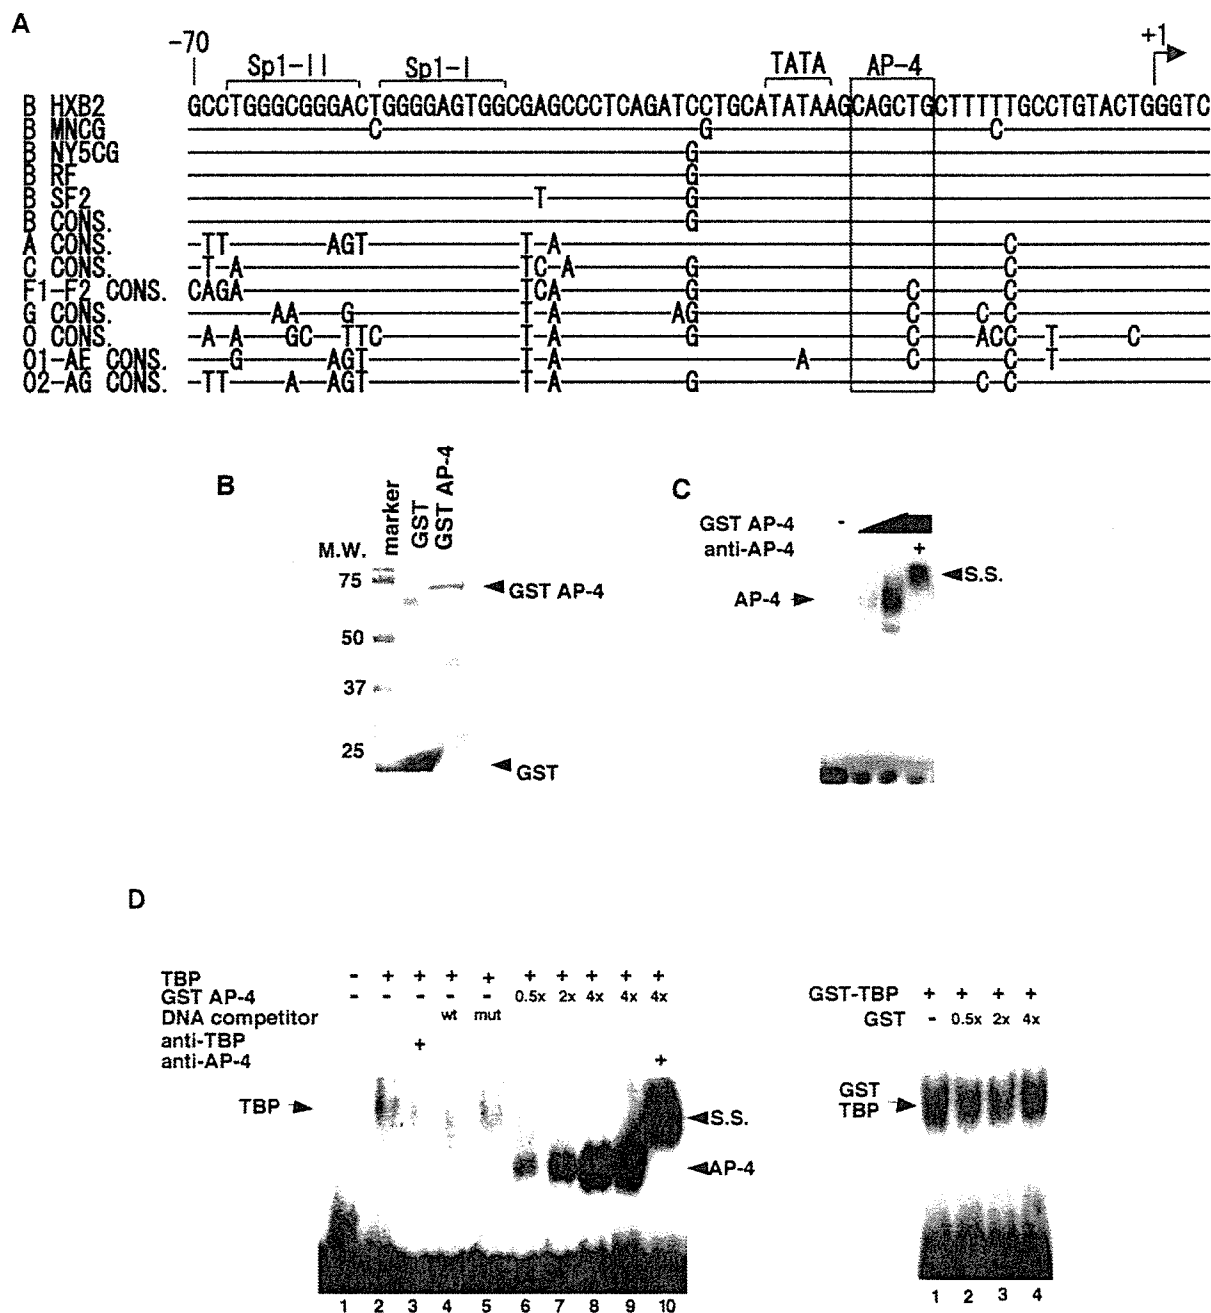 A
-70
+1
Sp1-II Sp1-I TATA AP-4
B HXB2 GCCTGGGCGGGACTGGGGAGTGGCGAGCCCTCAGATCCTGCATATAAGCAGCTGCTTTTTGCCTGTACTGGGTC
B MNCG C G C
B NY5CG G
B RF G
B SF2 T G
B CONS. G
A CONS. -TT AGT T-A C
C CONS. -T-A TC-A G C
F1-F2 CONS. CAGA TCA G C C
G CONS. AA G T-A AG C C-C
O CONS. -A-A GC TTC T-A G C ACC T C
01-AE CONS. G AGT T-A A C C T
02-AG CONS. -TT A AGT T-A G C-C
B
marker
GST
GST AP-4
M.W.
75
50
37
25
GST AP-4
GST
C
GST AP-4 -
anti-AP-4 +
AP-4
S.S.
D
TBP - + + + + + + + + +
GST AP-4 - - - - - 0.5x 2x 4x 4x 4x
DNA competitor wt mut
anti-TBP +
anti-AP-4 +
TBP
S.S.
AP-4
1 2 3 4 5 6 7 8 9 10
GST-TBP + + + +
GST - 0.5x 2x 4x
GST
TBP
1 2 3 4